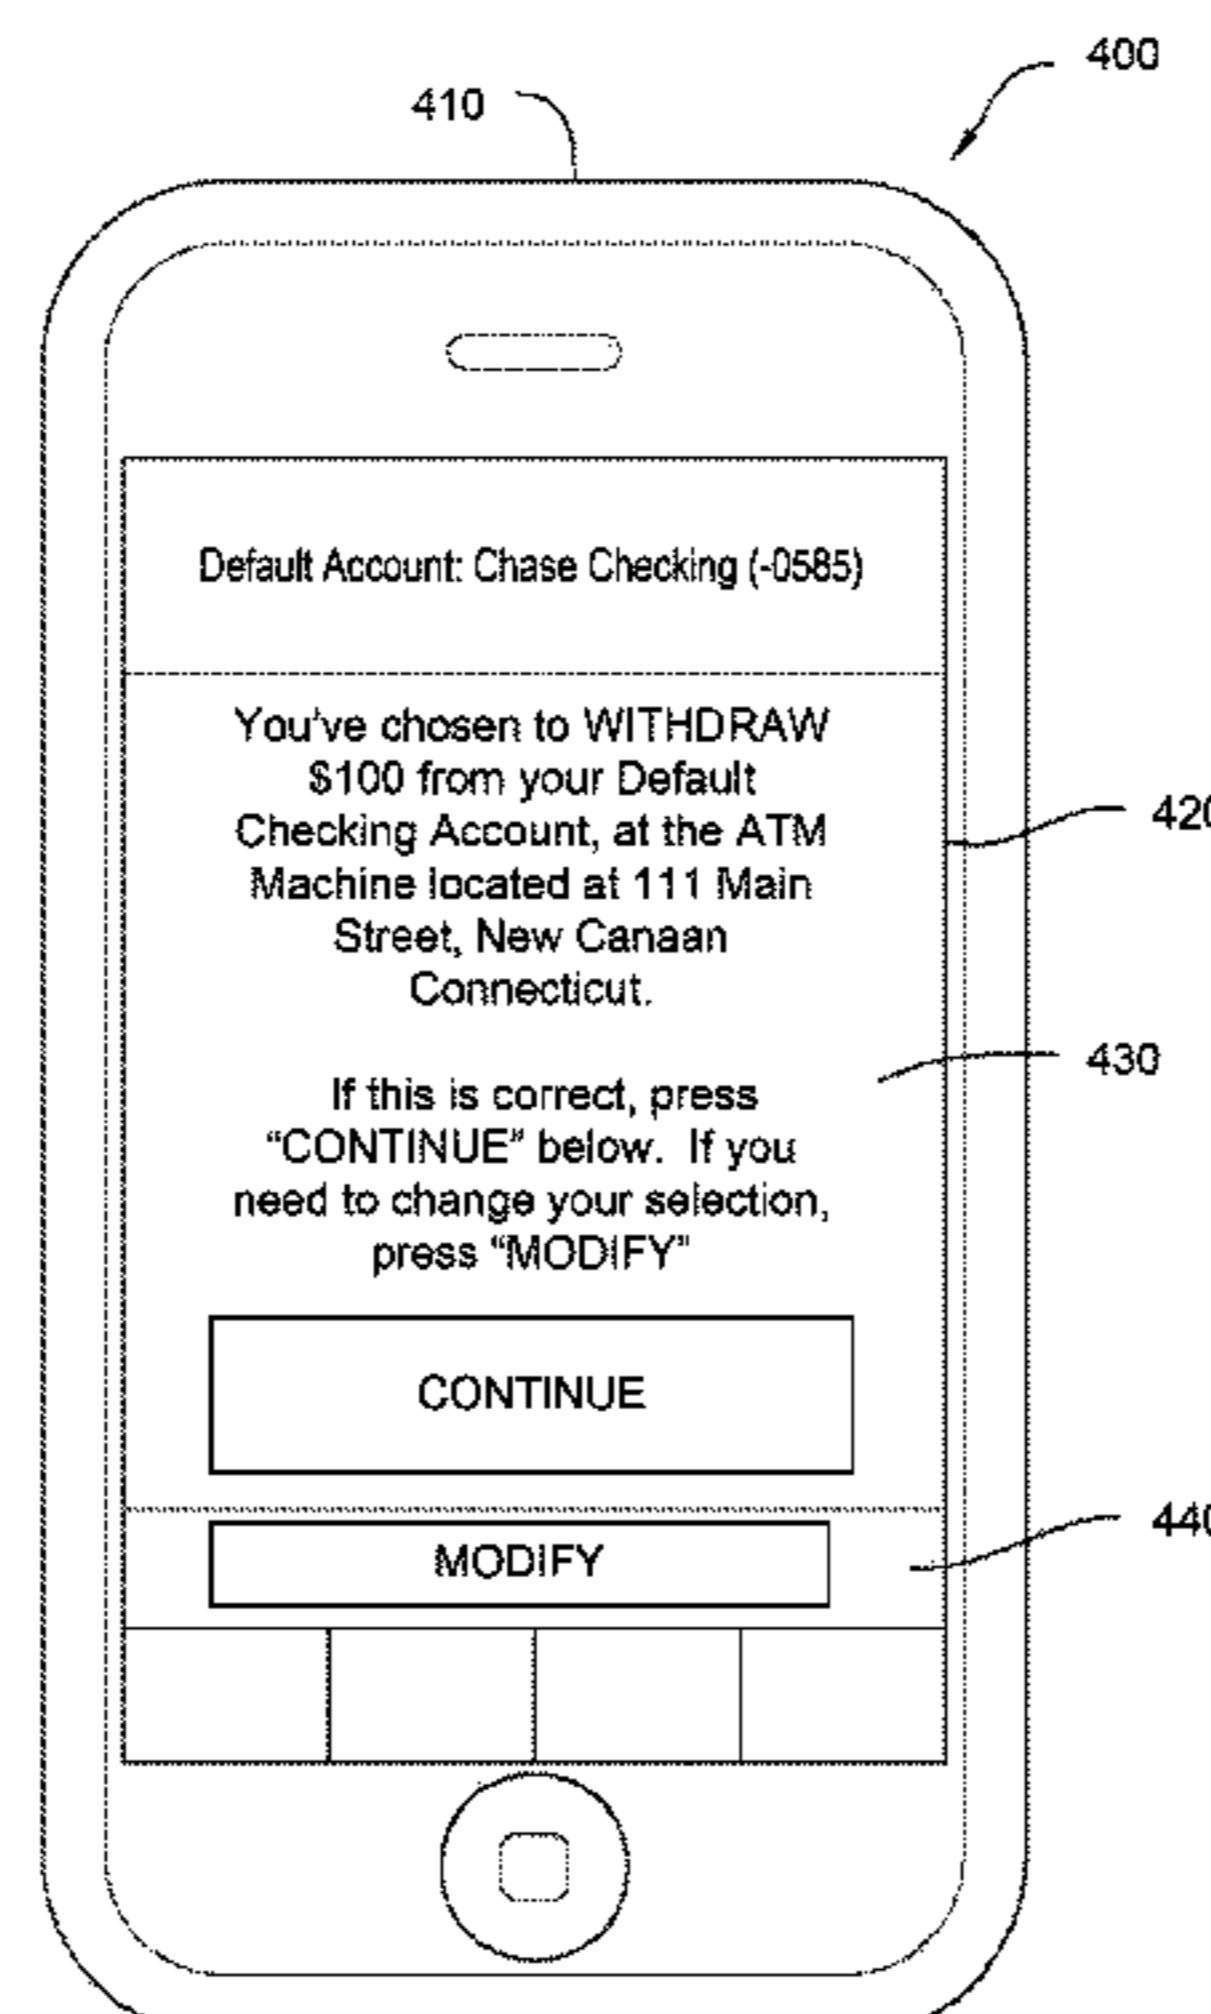 400
410
Default Account: Chase Checking (-0585)
You've chosen to WITHDRAW
$100 from your Default
Checking Account, at the ATM
Machine located at 111 Main
Street, New Canaan
Connecticut.
420
If this is correct, press
"CONTINUE" below.  If you
need to change your selection,
press "MODIFY"
430
CONTINUE
MODIFY
440